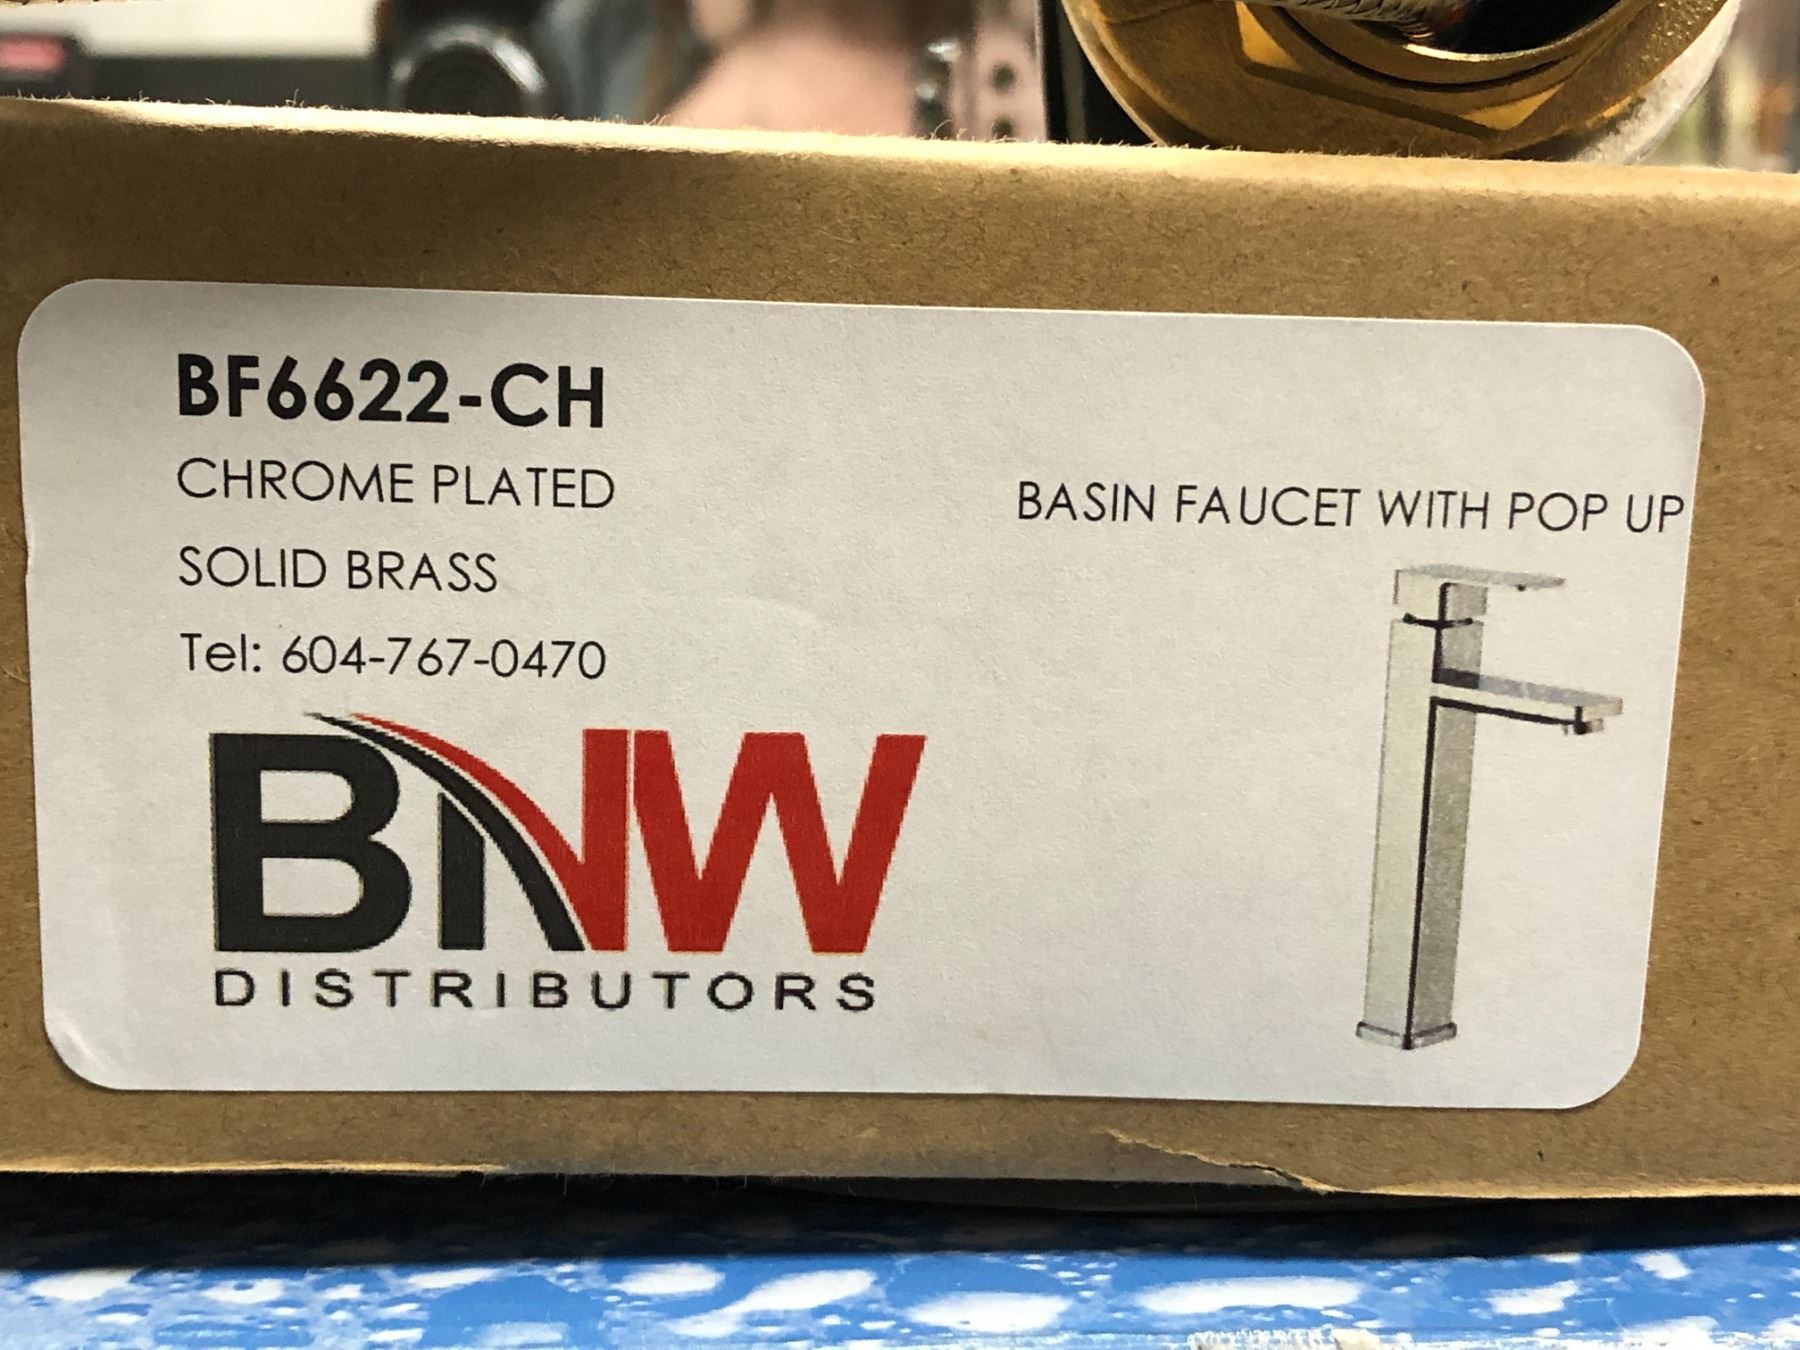 BF6622-CH
CHROME PLATED
SOLID BRASS
Tel: 604-767-0470
BASIN FAUCET WITH POP UP
BNW
DISTRIBUTORS